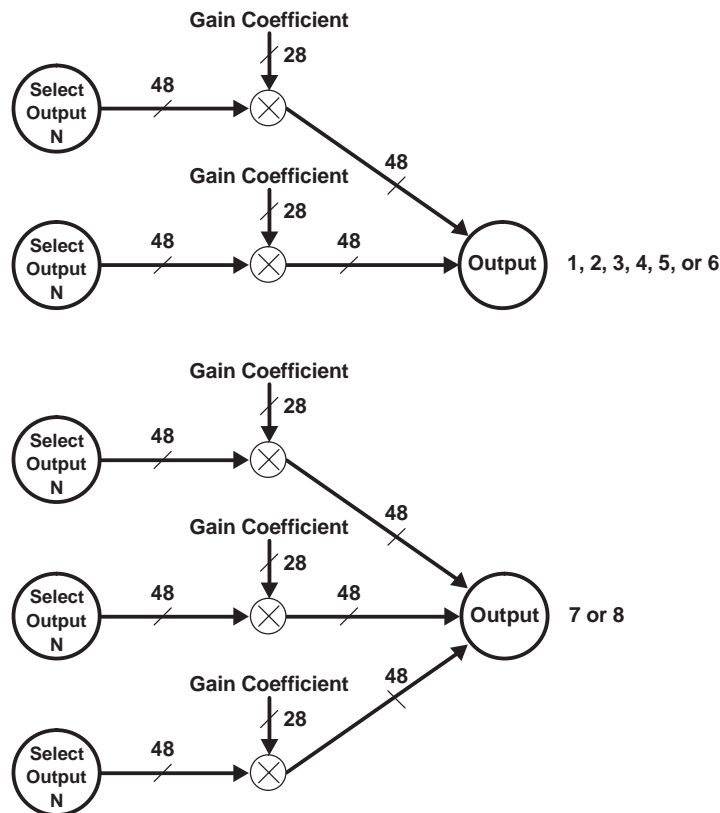 Gain Coefficient
28
Select
Output
N
48
48
Gain Coefficient
28
Select
Output
N
48
48
Output
1, 2, 3, 4, 5, or 6
Gain Coefficient
28
Select
Output
N
48
48
Gain Coefficient
28
Select
Output
N
48
48
Output
7 or 8
Gain Coefficient
28
48
Select
Output
N
48